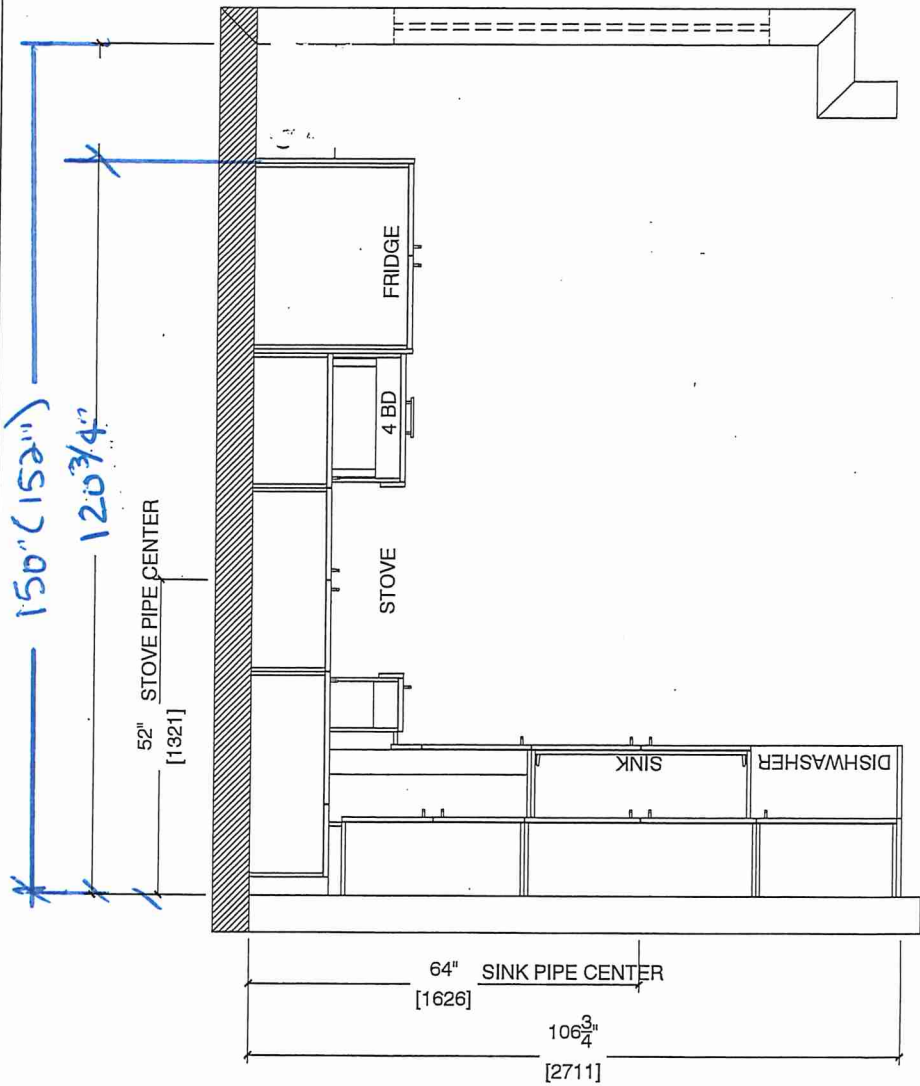 150" (152")
120 3/4"
52" STOVE PIPE CENTER
[1321]
FRIDGE
4 BD
STOVE
SINK
DISHWASHER
64" SINK PIPE CENTER
[1626]
106 3/4"
[2711]